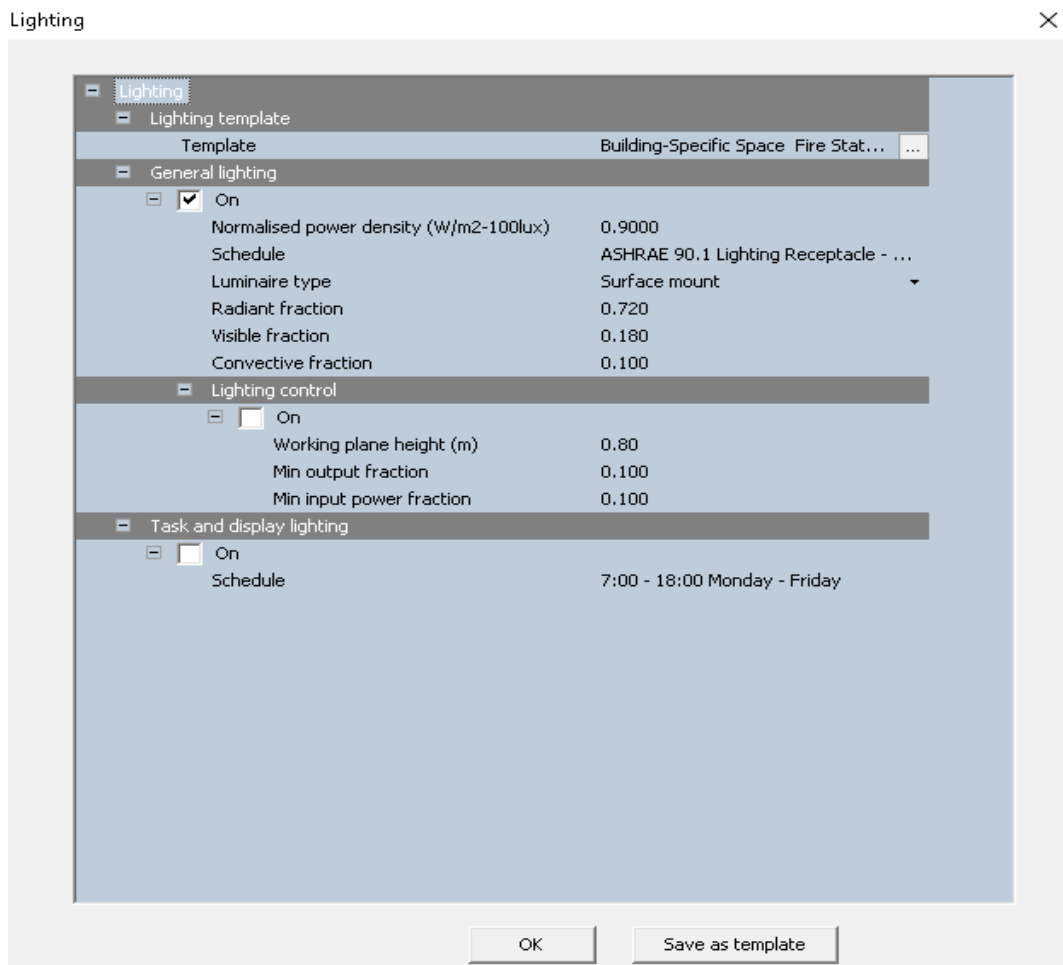 Lighting
Lighting
Lighting template
Template Building-Specific Space Fire Stat... ...
General lighting
On
Normalised power density (W/m2-100lux) 0.9000
Schedule ASHRAE 90.1 Lighting Receptacle - ...
Luminaire type Surface mount
Radiant fraction 0.720
Visible fraction 0.180
Convective fraction 0.100
Lighting control
On
Working plane height (m) 0.80
Min output fraction 0.100
Min input power fraction 0.100
Task and display lighting
On
Schedule 7:00 - 18:00 Monday - Friday
OK Save as template